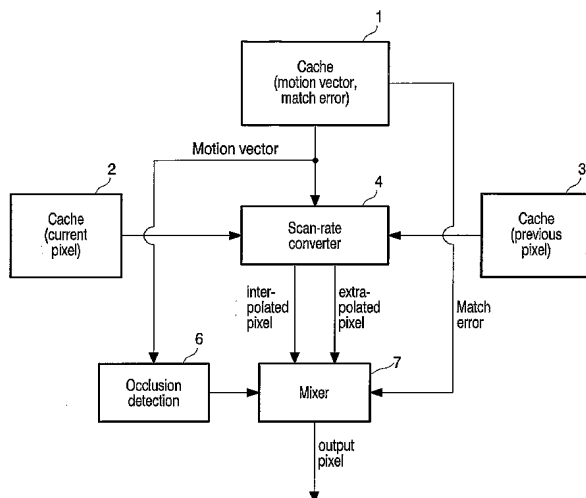 1
Cache
(motion vector,
match error)
Motion vector
2
Cache
(current
pixel)
4
Scan-rate
converter
3
Cache
(previous
pixel)
inter-
polated
pixel
extra-
polated
pixel
Match
error
6
Occlusion
detection
7
Mixer
output
pixel